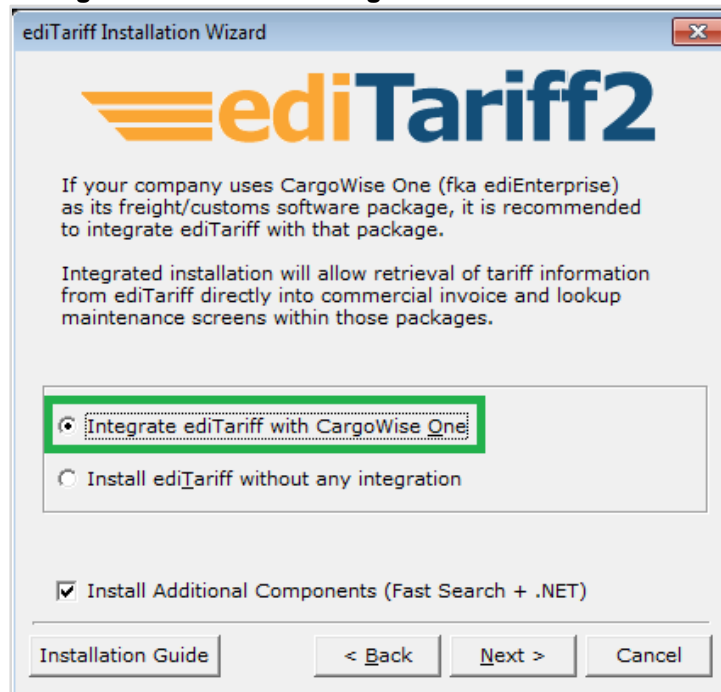 ediTariff Installation Wizard
ediTariff2
If your company uses CargoWise One (fka ediEnterprise)
as its freight/customs software package, it is recommended
to integrate ediTariff with that package.
Integrated installation will allow retrieval of tariff information
from ediTariff directly into commercial invoice and lookup
maintenance screens within those packages.
Integrate ediTariff with CargoWise One
Install ediTariff without any integration
Install Additional Components (Fast Search + .NET)
Installation Guide
< Back
Next >
Cancel